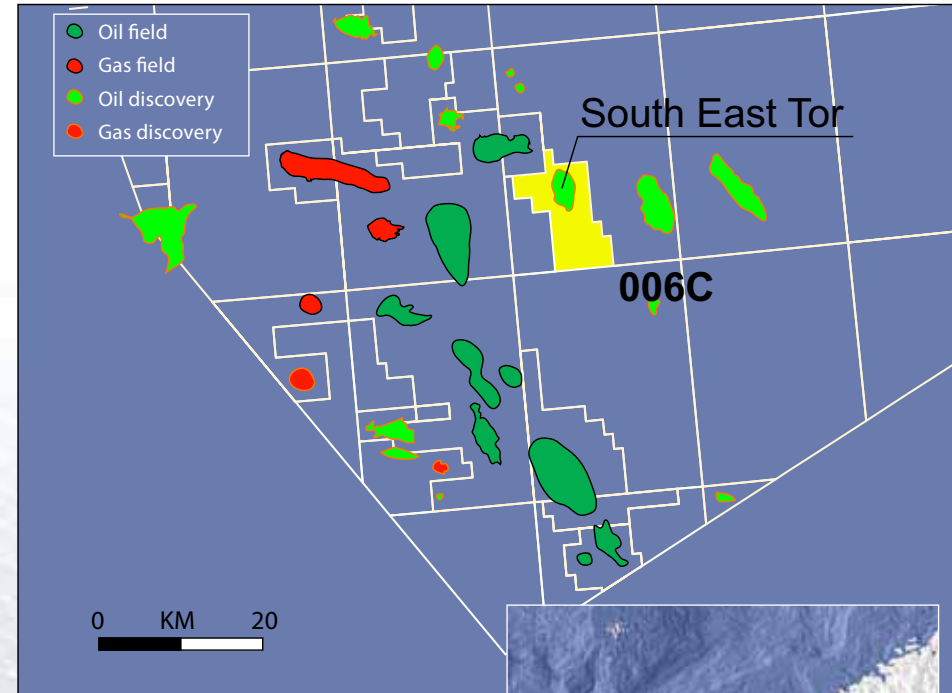 Oil field
Gas field
Oil discovery
Gas discovery
South East Tor
006C
0 KM 20